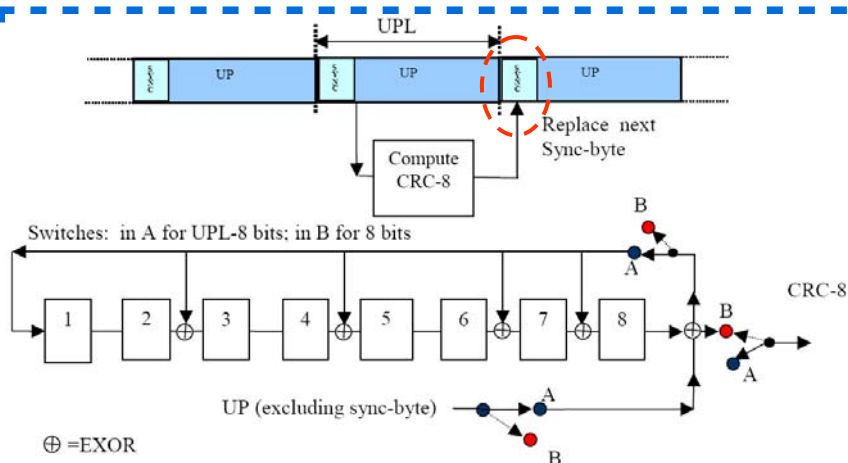 UPL
UP
UP
UP
Replace next
Sync-byte
Compute
CRC-8
B
Switches: in A for UPL-8 bits; in B for 8 bits
A
CRC-8
B
1
2
3
4
5
6
7
8
A
UP (excluding sync-byte)
A
B
⊕ =EXOR